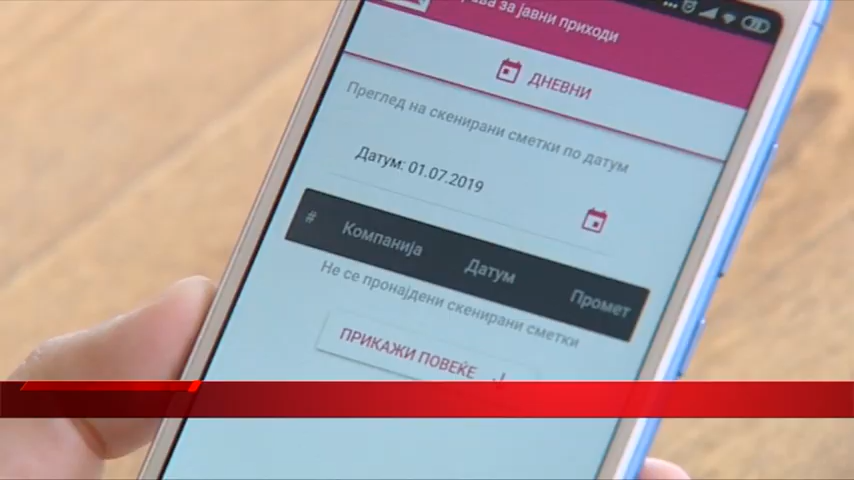 за јавни приходи
ДНЕВНИ
Преглед на скенирани сметки по датум
Датум: 01.07.2019
# Компанија Датум Промет
Не се пронајдени скенирани сметки
ПРИКАЖИ ПОВЕЌЕ